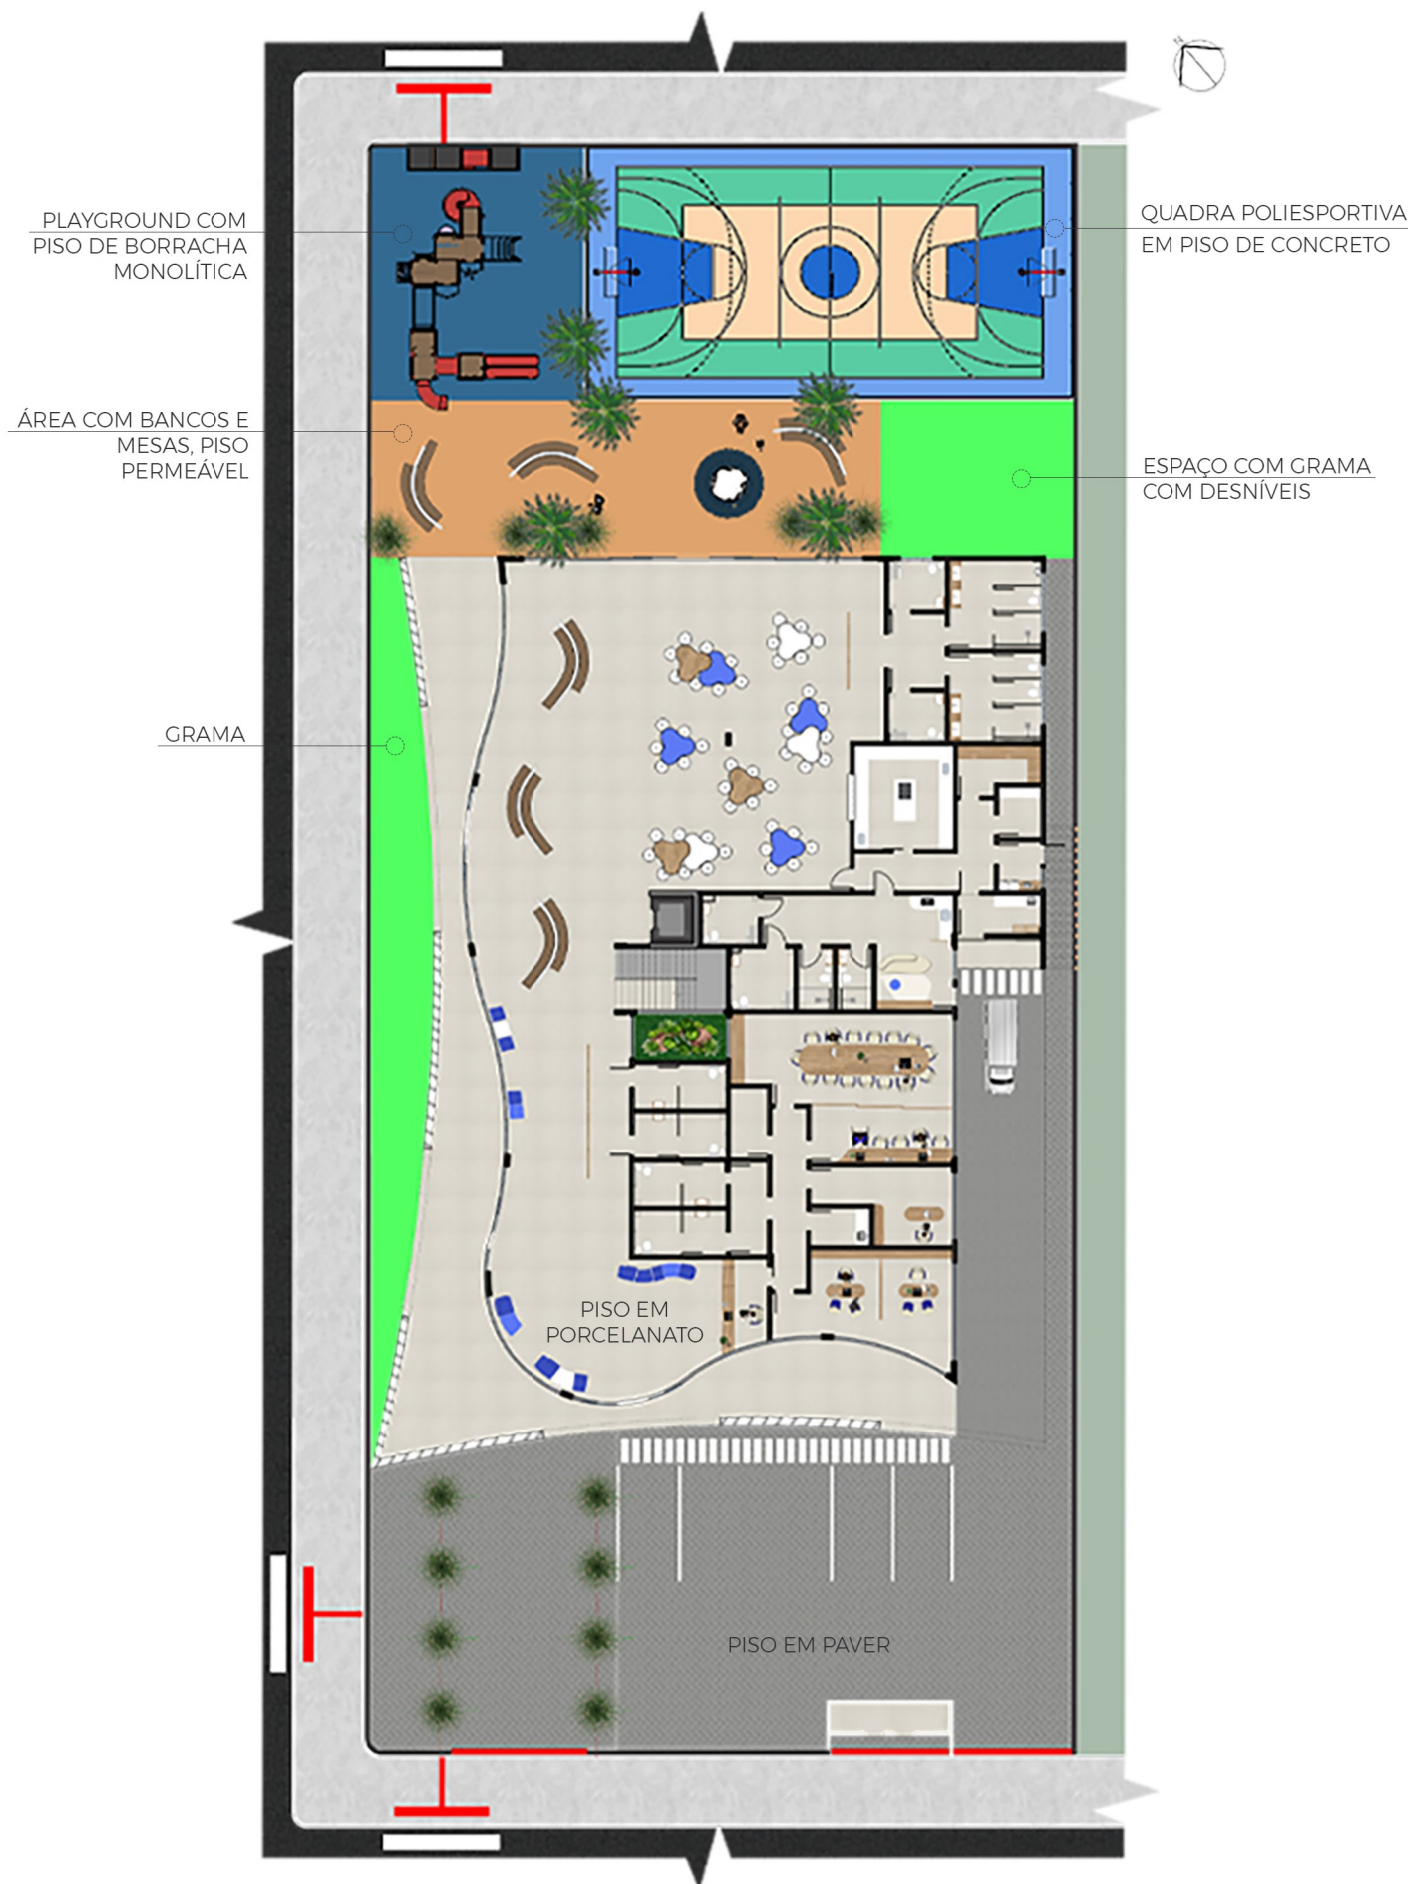 PLAYGROUND COM
PISO DE BORRACHA
MONOLÍTICA
QUADRA POLIESPORTIVA
EM PISO DE CONCRETO
ÁREA COM BANCOS E
MESAS, PISO
PERMEÁVEL
ESPAÇO COM GRAMA
COM DESNÍVEIS
GRAMA
PISO EM
PORCELANATO
PISO EM PAVER